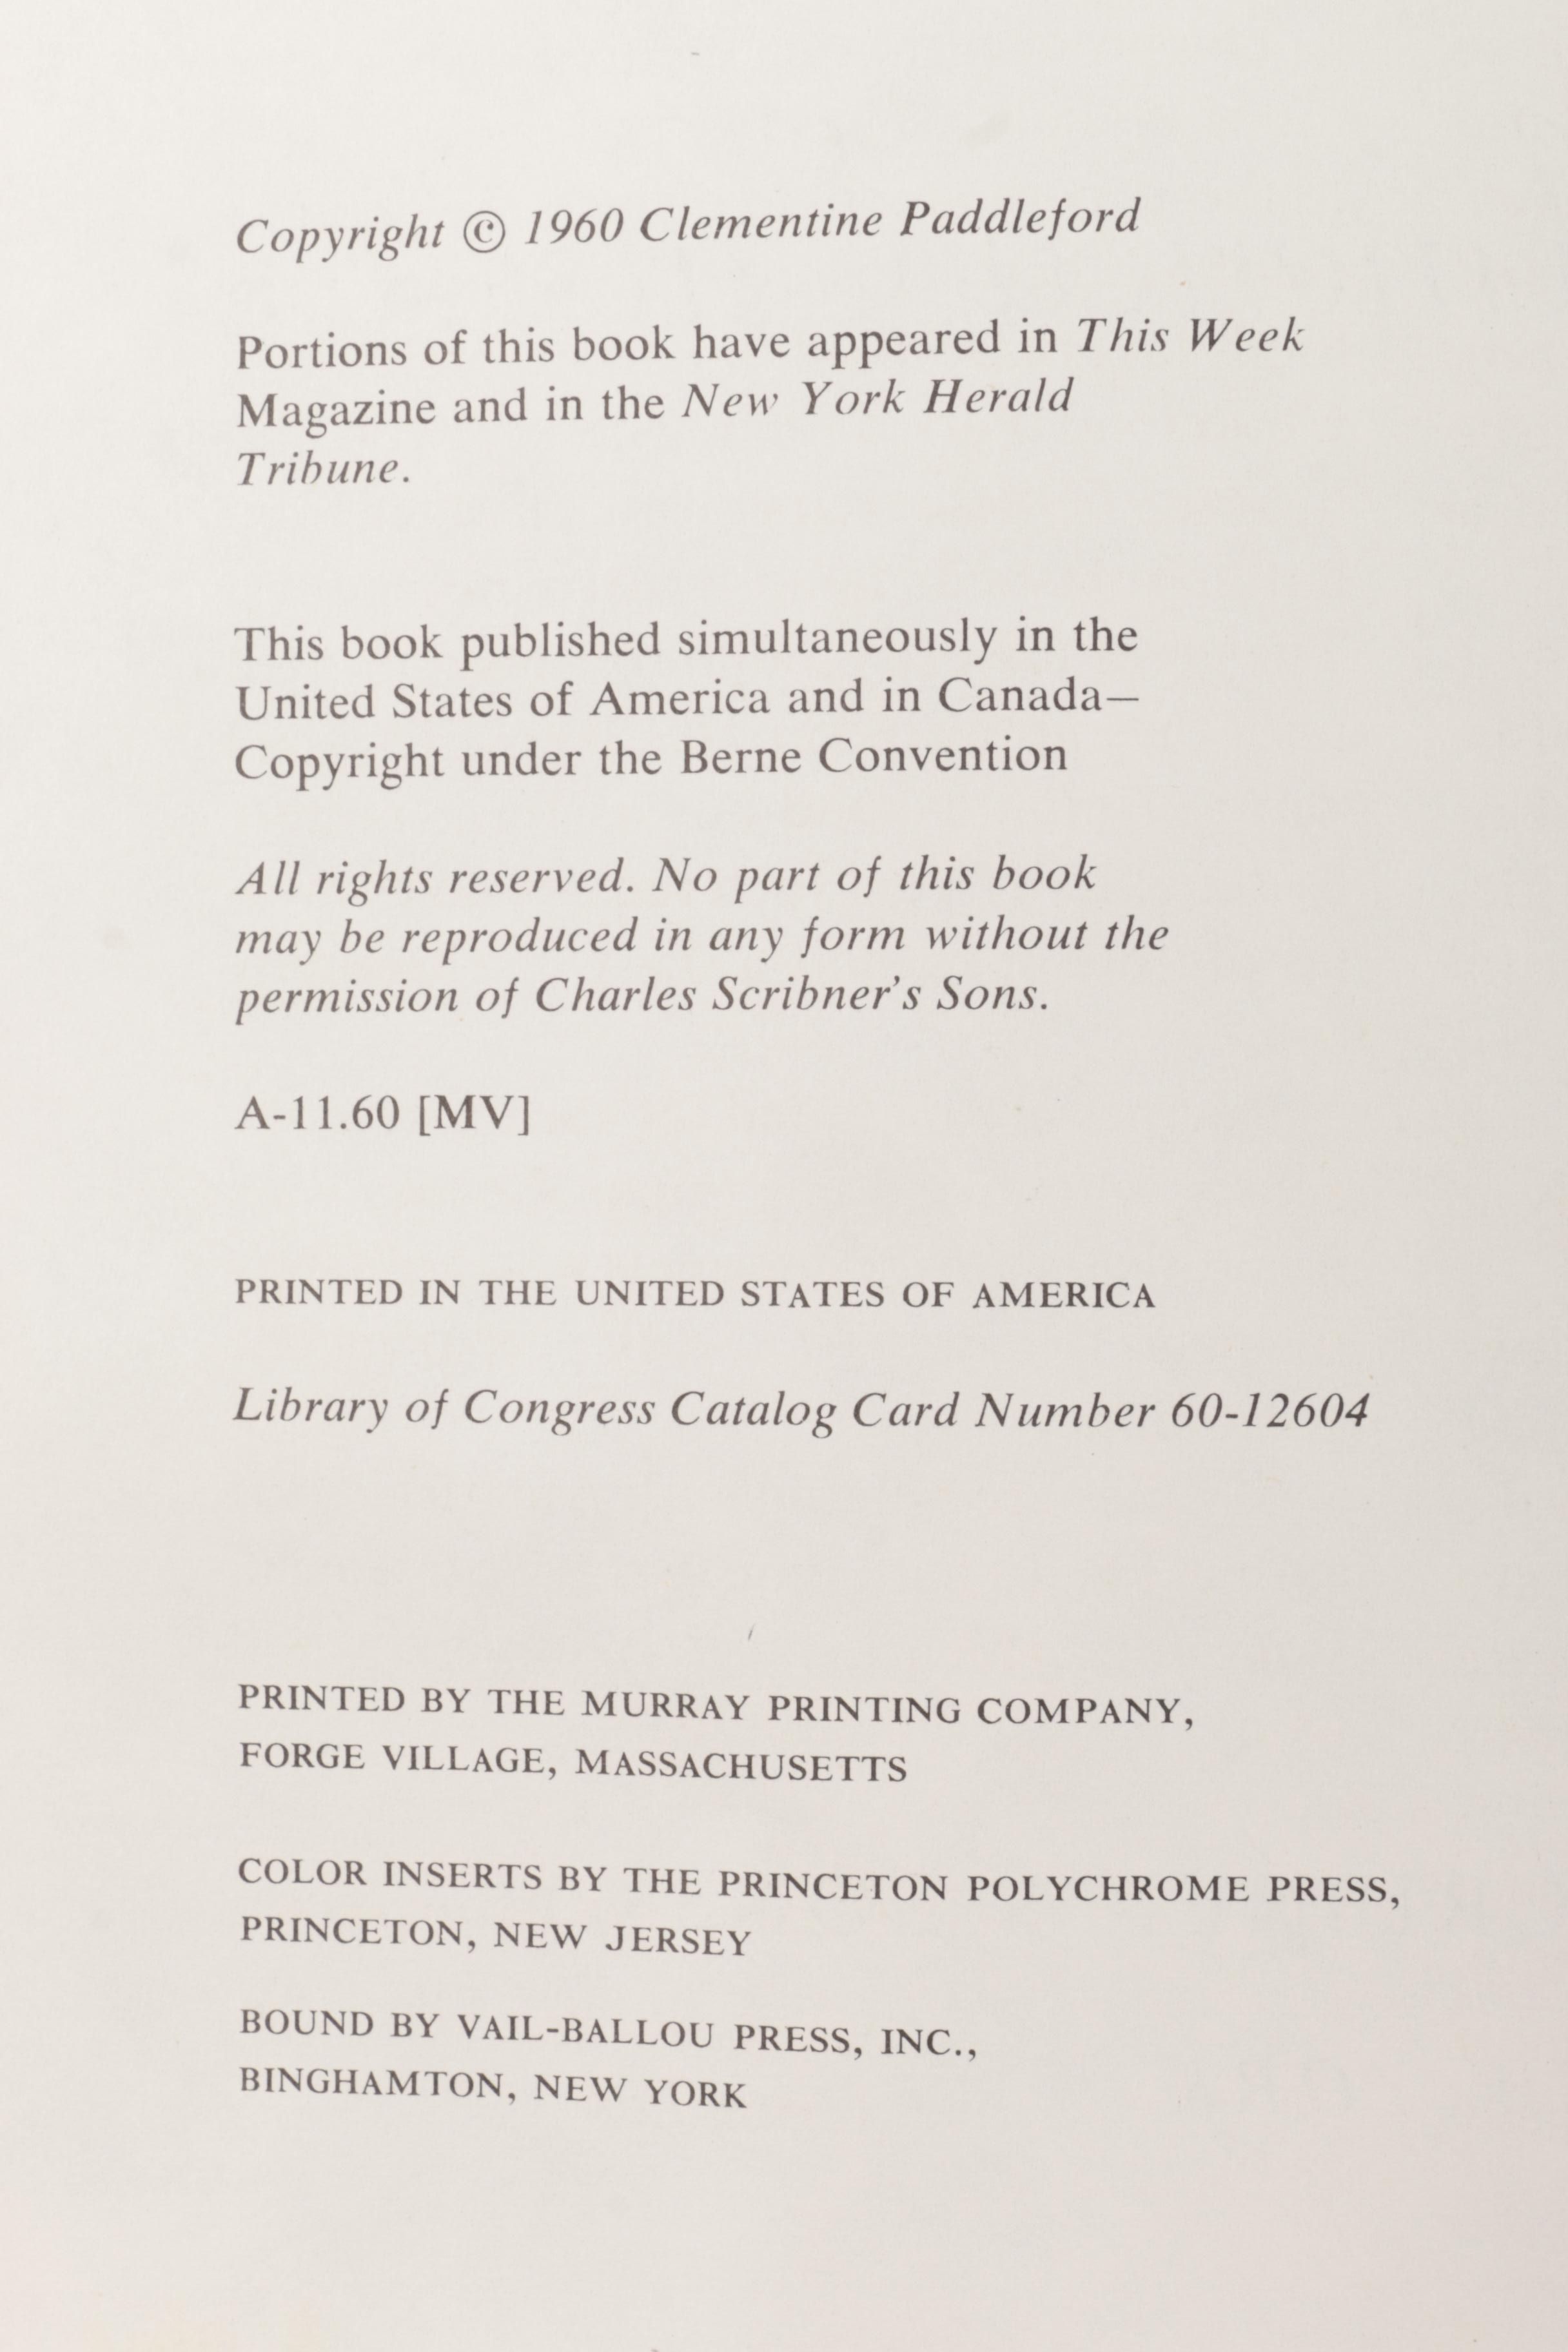 Copyright © 1960 Clementine Paddleford
Portions of this book have appeared in This Week
Magazine and in the New York Herald
Tribune.
This book published simultaneously in the
United States of America and in Canada—
Copyright under the Berne Convention
All rights reserved. No part of this book
may be reproduced in any form without the
permission of Charles Scribner's Sons.
A-11.60 [MV]
PRINTED IN THE UNITED STATES OF AMERICA
Library of Congress Catalog Card Number 60-12604
PRINTED BY THE MURRAY PRINTING COMPANY,
FORGE VILLAGE, MASSACHUSETTS
COLOR INSERTS BY THE PRINCETON POLYCHROME PRESS,
PRINCETON, NEW JERSEY
BOUND BY VAIL-BALLOU PRESS, INC.,
BINGHAMTON, NEW YORK